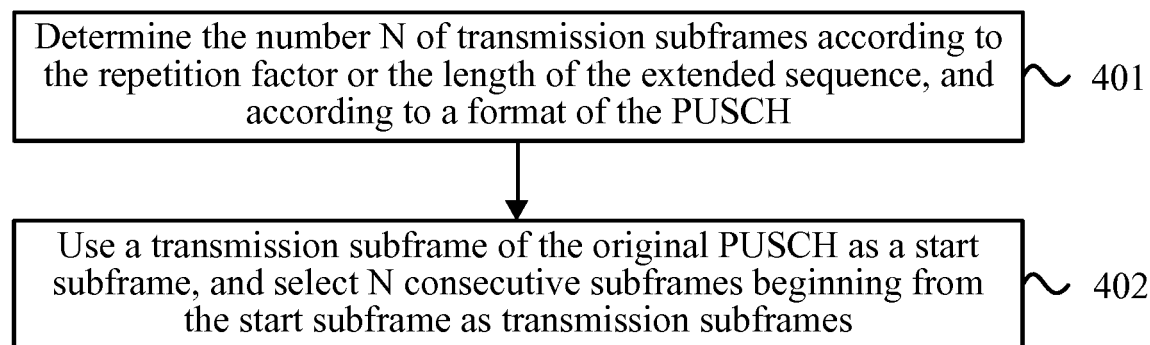 Determine the number N of transmission subframes according to
the repetition factor or the length of the extended sequence, and
according to a format of the PUSCH
401
Use a transmission subframe of the original PUSCH as a start
subframe, and select N consecutive subframes beginning from
the start subframe as transmission subframes
402